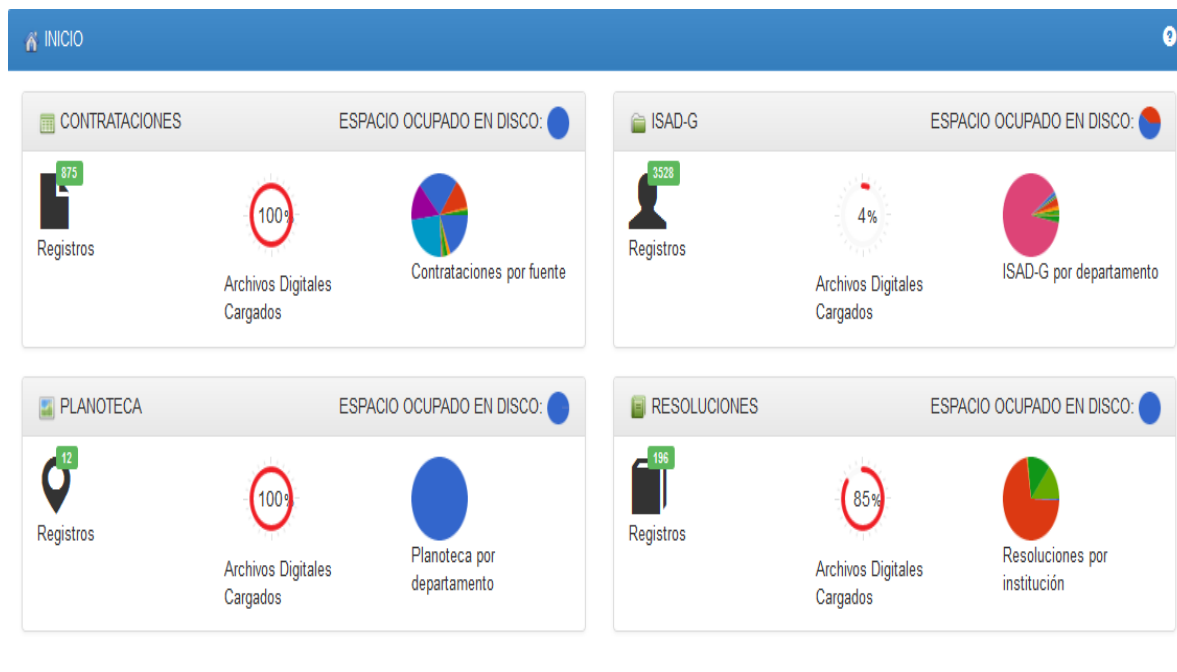 INICIO
CONTRATACIONES
ESPACIO OCUPADO EN DISCO:
875
Registros
100%
Archivos Digitales
Cargados
Contrataciones por fuente
ISAD-G
ESPACIO OCUPADO EN DISCO:
3528
Registros
4%
Archivos Digitales
Cargados
ISAD-G por departamento
PLANOTECA
ESPACIO OCUPADO EN DISCO:
12
Registros
100%
Archivos Digitales
Cargados
Planoteca por
departamento
RESOLUCIONES
ESPACIO OCUPADO EN DISCO:
196
Registros
85%
Archivos Digitales
Cargados
Resoluciones por
institución